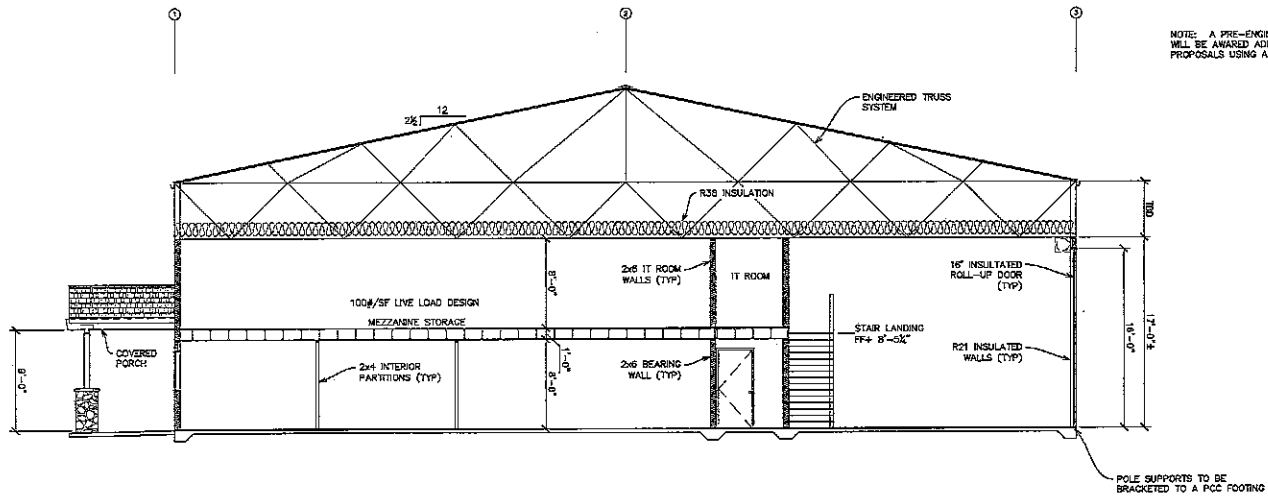 1
2
3
NOTE: A PRE-ENGI
WILL BE AWARED AD
PROPOSALS USING A
12
2½
ENGINEERED TRUSS
SYSTEM
R38 INSULATION
TBD
8'-0"
2x6 IT ROOM
WALLS (TYP)
IT ROOM
16" INSULTATED
ROLL-UP DOOR
(TYP)
100#/SF LIVE LOAD DESIGN
MEZZANINE STORAGE
STAIR LANDING
FF+ 8'-5¼"
16'-0"
17'-0"±
COVERED
PORCH
8'-0"
2x4 INTERIOR
PARTITIONS (TYP)
1'-0"
8'-0"
2x6 BEARING
WALL (TYP)
R21 INSULATED
WALLS (TYP)
POLE SUPPORTS TO BE
BRACKETED TO A PCC FOOTING